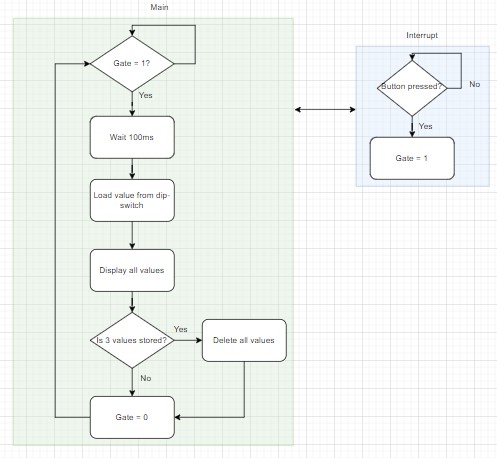 Main
Gate = 1?
Yes
Wait 100ms
Load value from dip-
switch
Display all values
Is 3 values stored?
Yes
Delete all values
No
Gate = 0
Interrupt
Button pressed?
No
Yes
Gate = 1